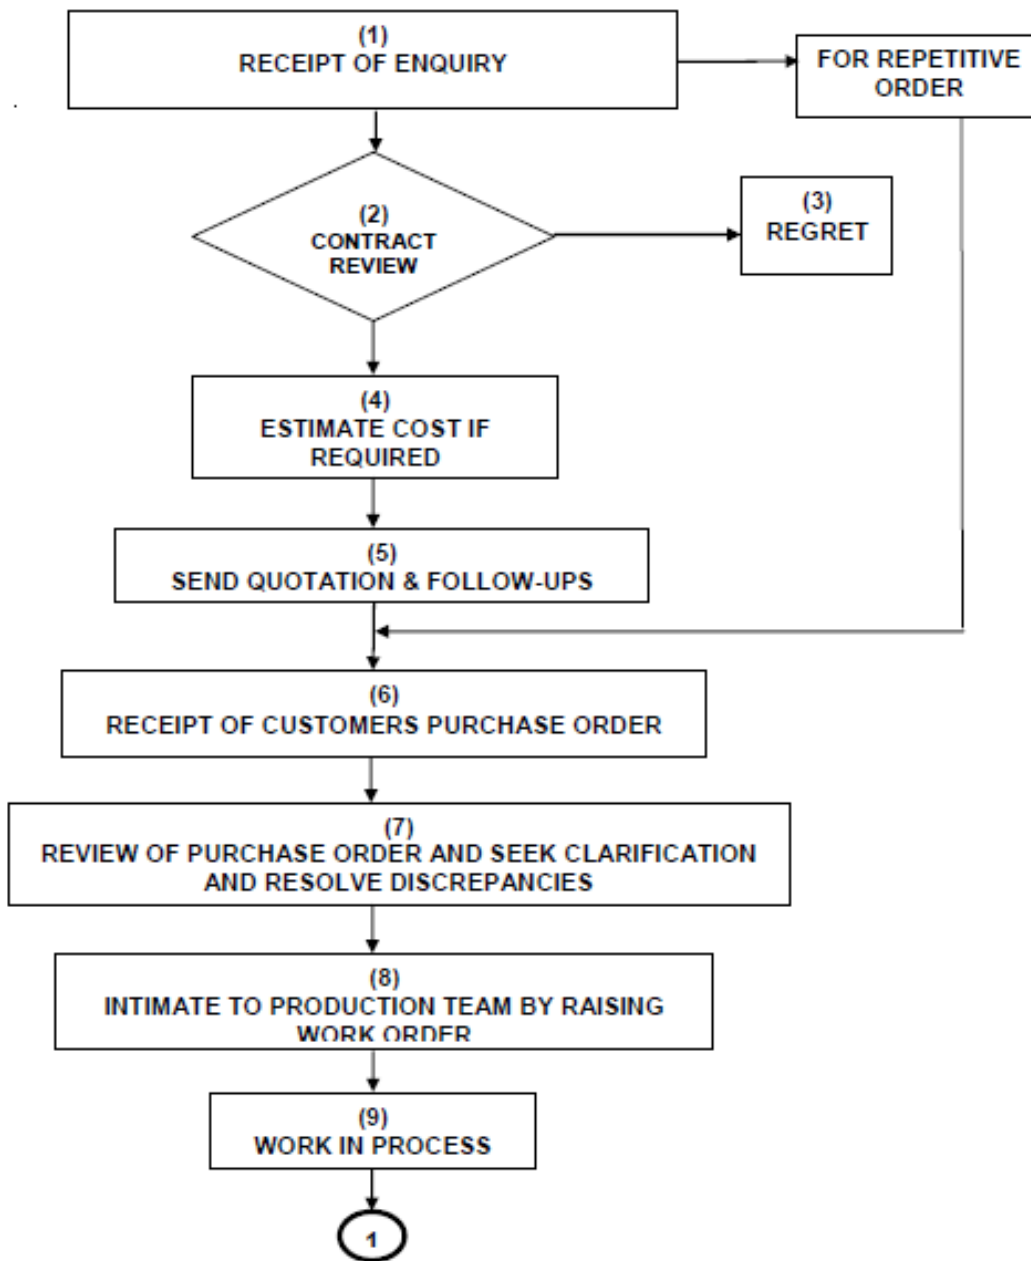 (1)
RECEIPT OF ENQUIRY
FOR REPETITIVE
ORDER
(2)
CONTRACT
REVIEW
(3)
REGRET
(4)
ESTIMATE COST IF
REQUIRED
(5)
SEND QUOTATION & FOLLOW-UPS
(6)
RECEIPT OF CUSTOMERS PURCHASE ORDER
(7)
REVIEW OF PURCHASE ORDER AND SEEK CLARIFICATION
AND RESOLVE DISCREPANCIES
(8)
INTIMATE TO PRODUCTION TEAM BY RAISING
WORK ORDER
(9)
WORK IN PROCESS
1